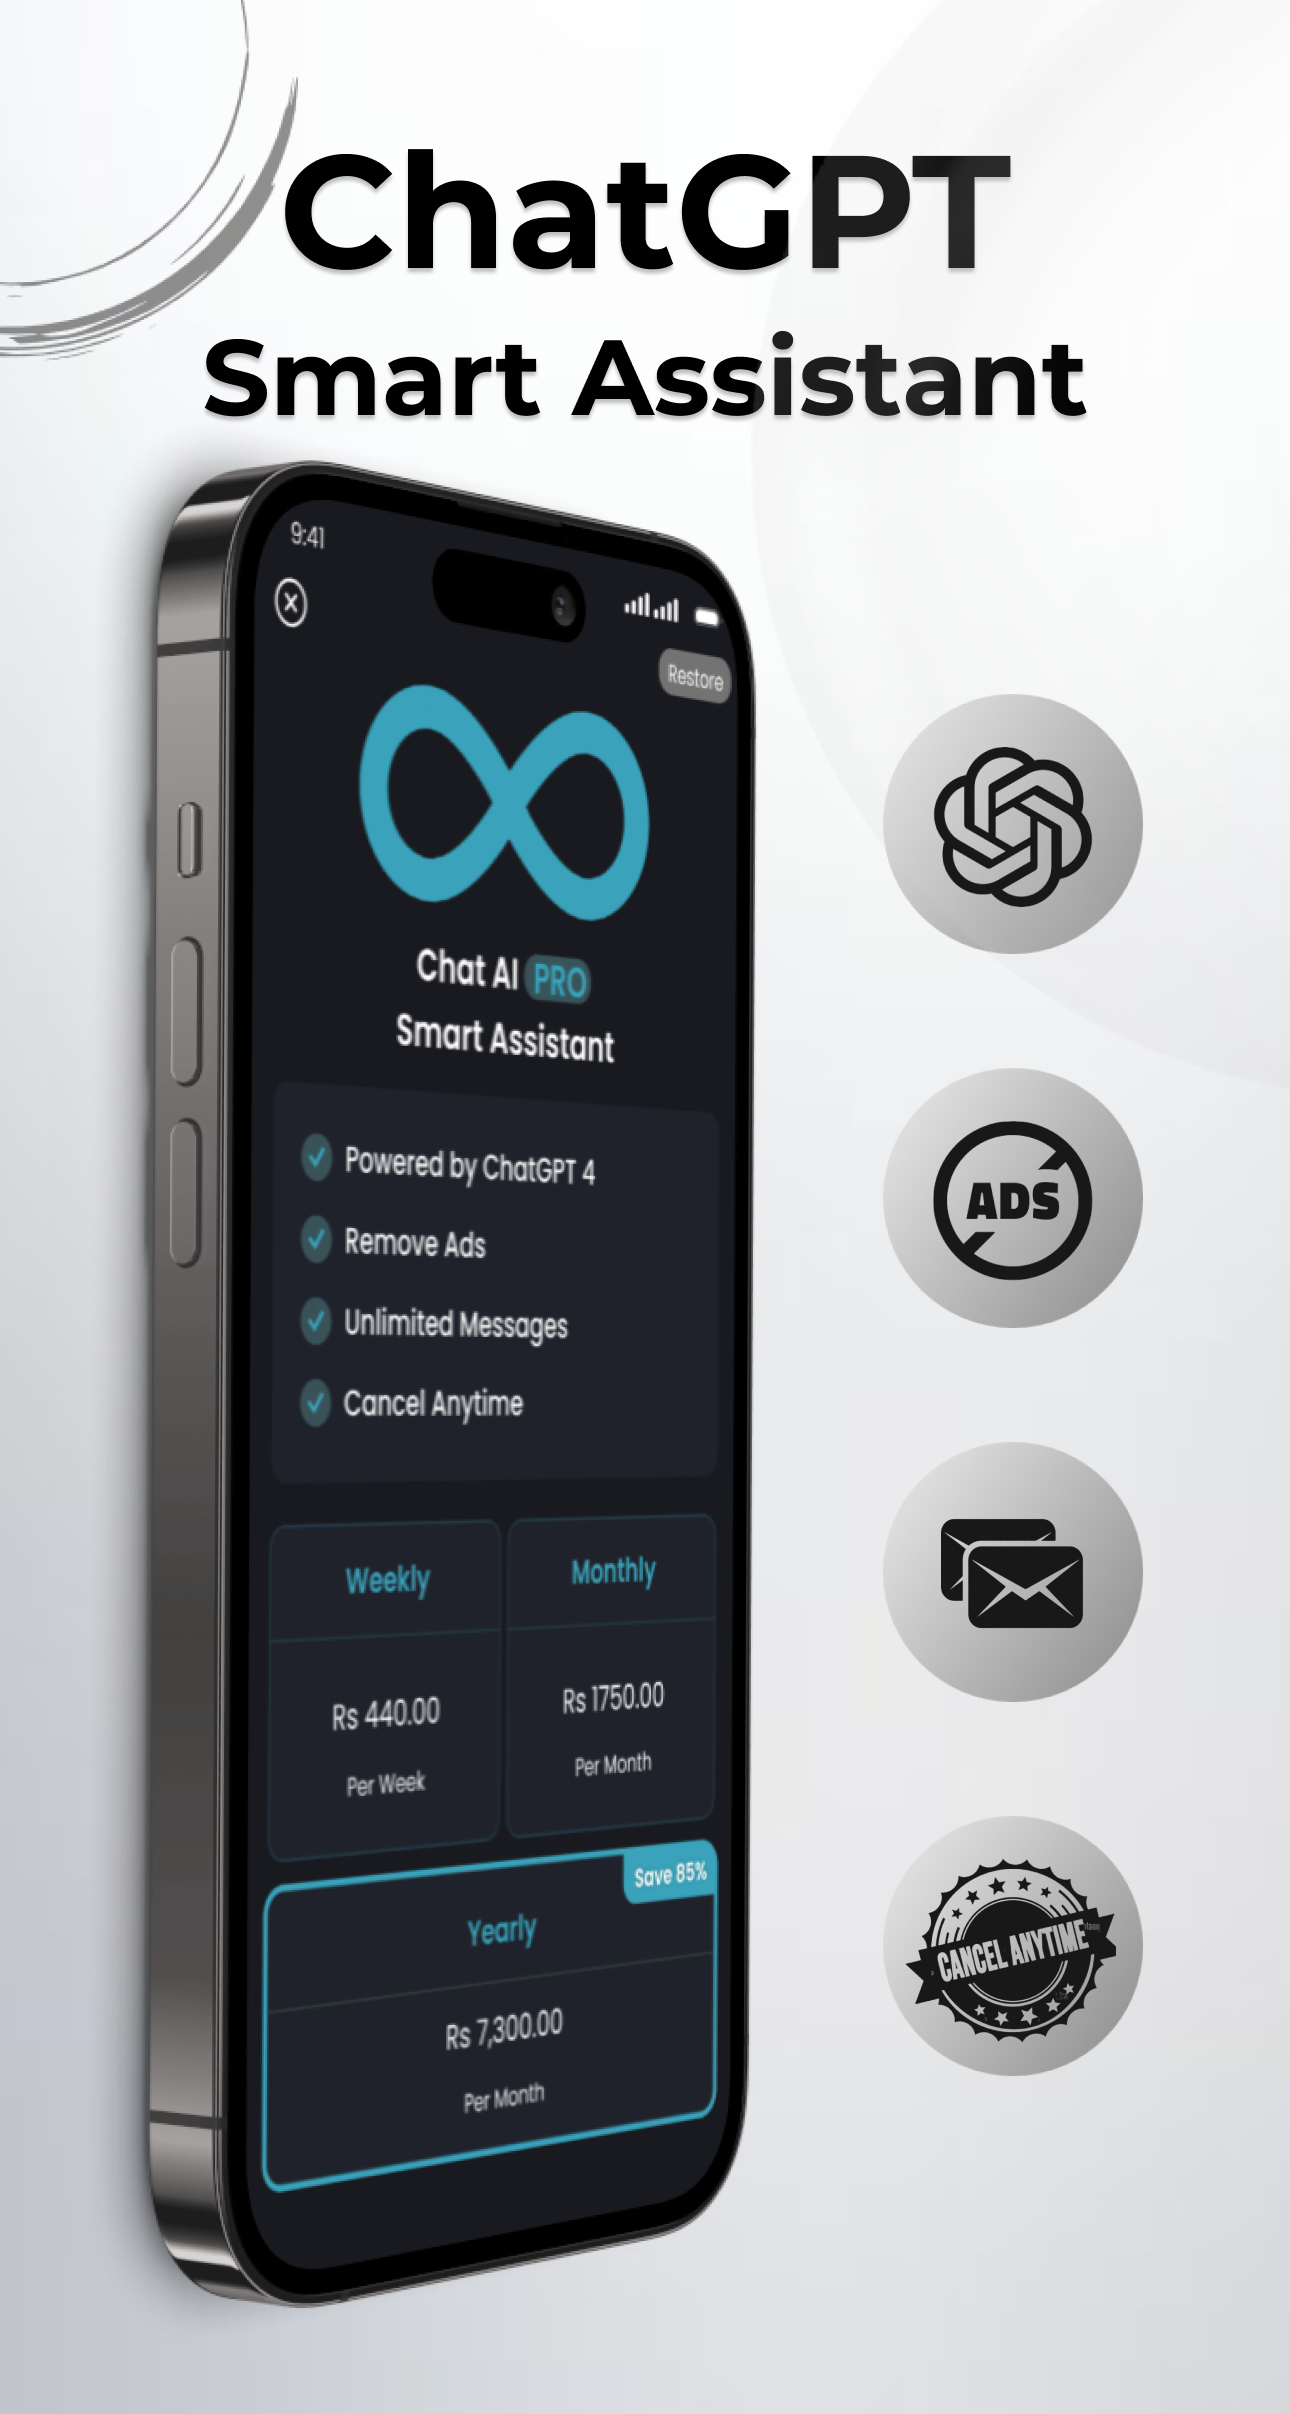 ChatGPT
Smart Assistant
9:41
Restore
Chat AI PRO
Smart Assistant
Powered by ChatGPT 4
Remove Ads
Unlimited Messages
Cancel Anytime
Weekly
Monthly
Rs 440.00
Rs 1750.00
Per Week
Per Month
Save 85%
Yearly
Rs 7,300.00
Per Month
ADS
CANCEL ANYTIME